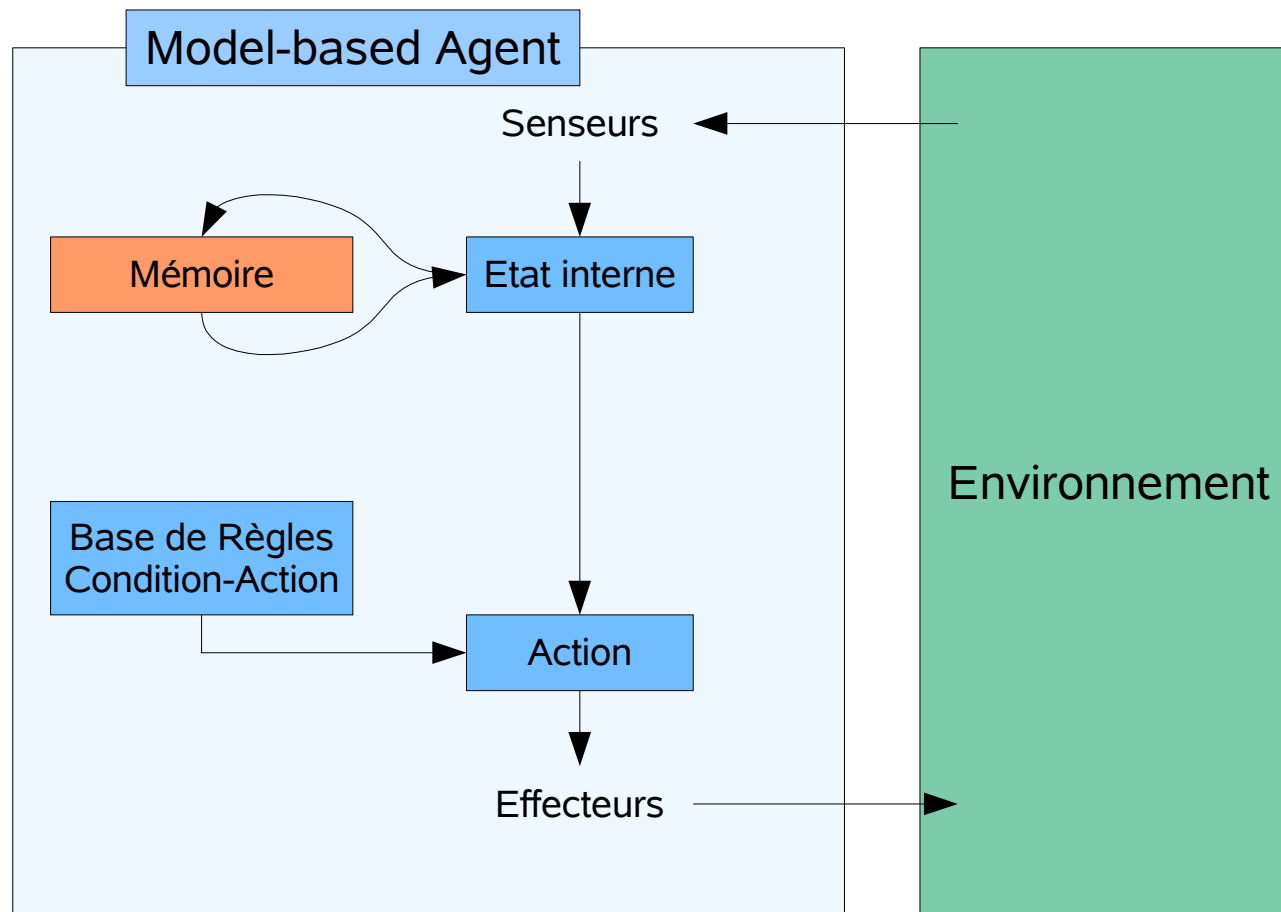 Model-based Agent
Senseurs
Mémoire
Etat interne
Environnement
Base de Règles
Condition-Action
Action
Effecteurs